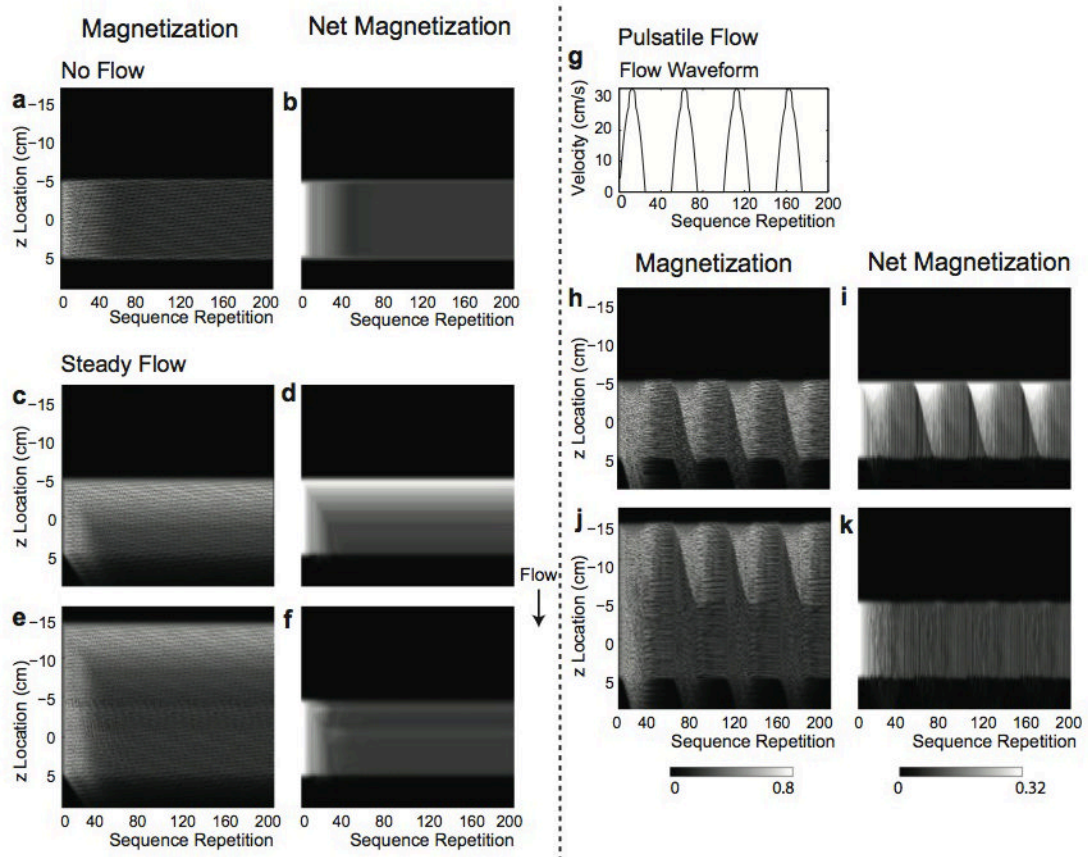 Magnetization Net Magnetization
No Flow
a
b
z Location (cm)
−15
−10
−5
0
5
0 40 80 120 160 200
Sequence Repetition
0 40 80 120 160 200
Sequence Repetition
Steady Flow
c
d
z Location (cm)
−15
−10
−5
0
5
Flow
e
f
z Location (cm)
−15
−10
−5
0
5
0 40 80 120 160 200
Sequence Repetition
0 40 80 120 160 200
Sequence Repetition
Pulsatile Flow
g
Flow Waveform
Velocity (cm/s)
30
20
10
0
0 40 80 120 160 200
Sequence Repetition
Magnetization Net Magnetization
h
i
z Location (cm)
−15
−10
−5
0
5
j
k
z Location (cm)
−15
−10
−5
0
5
0 40 80 120 160 200
Sequence Repetition
0 40 80 120 160 200
Sequence Repetition
0 0.8
0 0.32